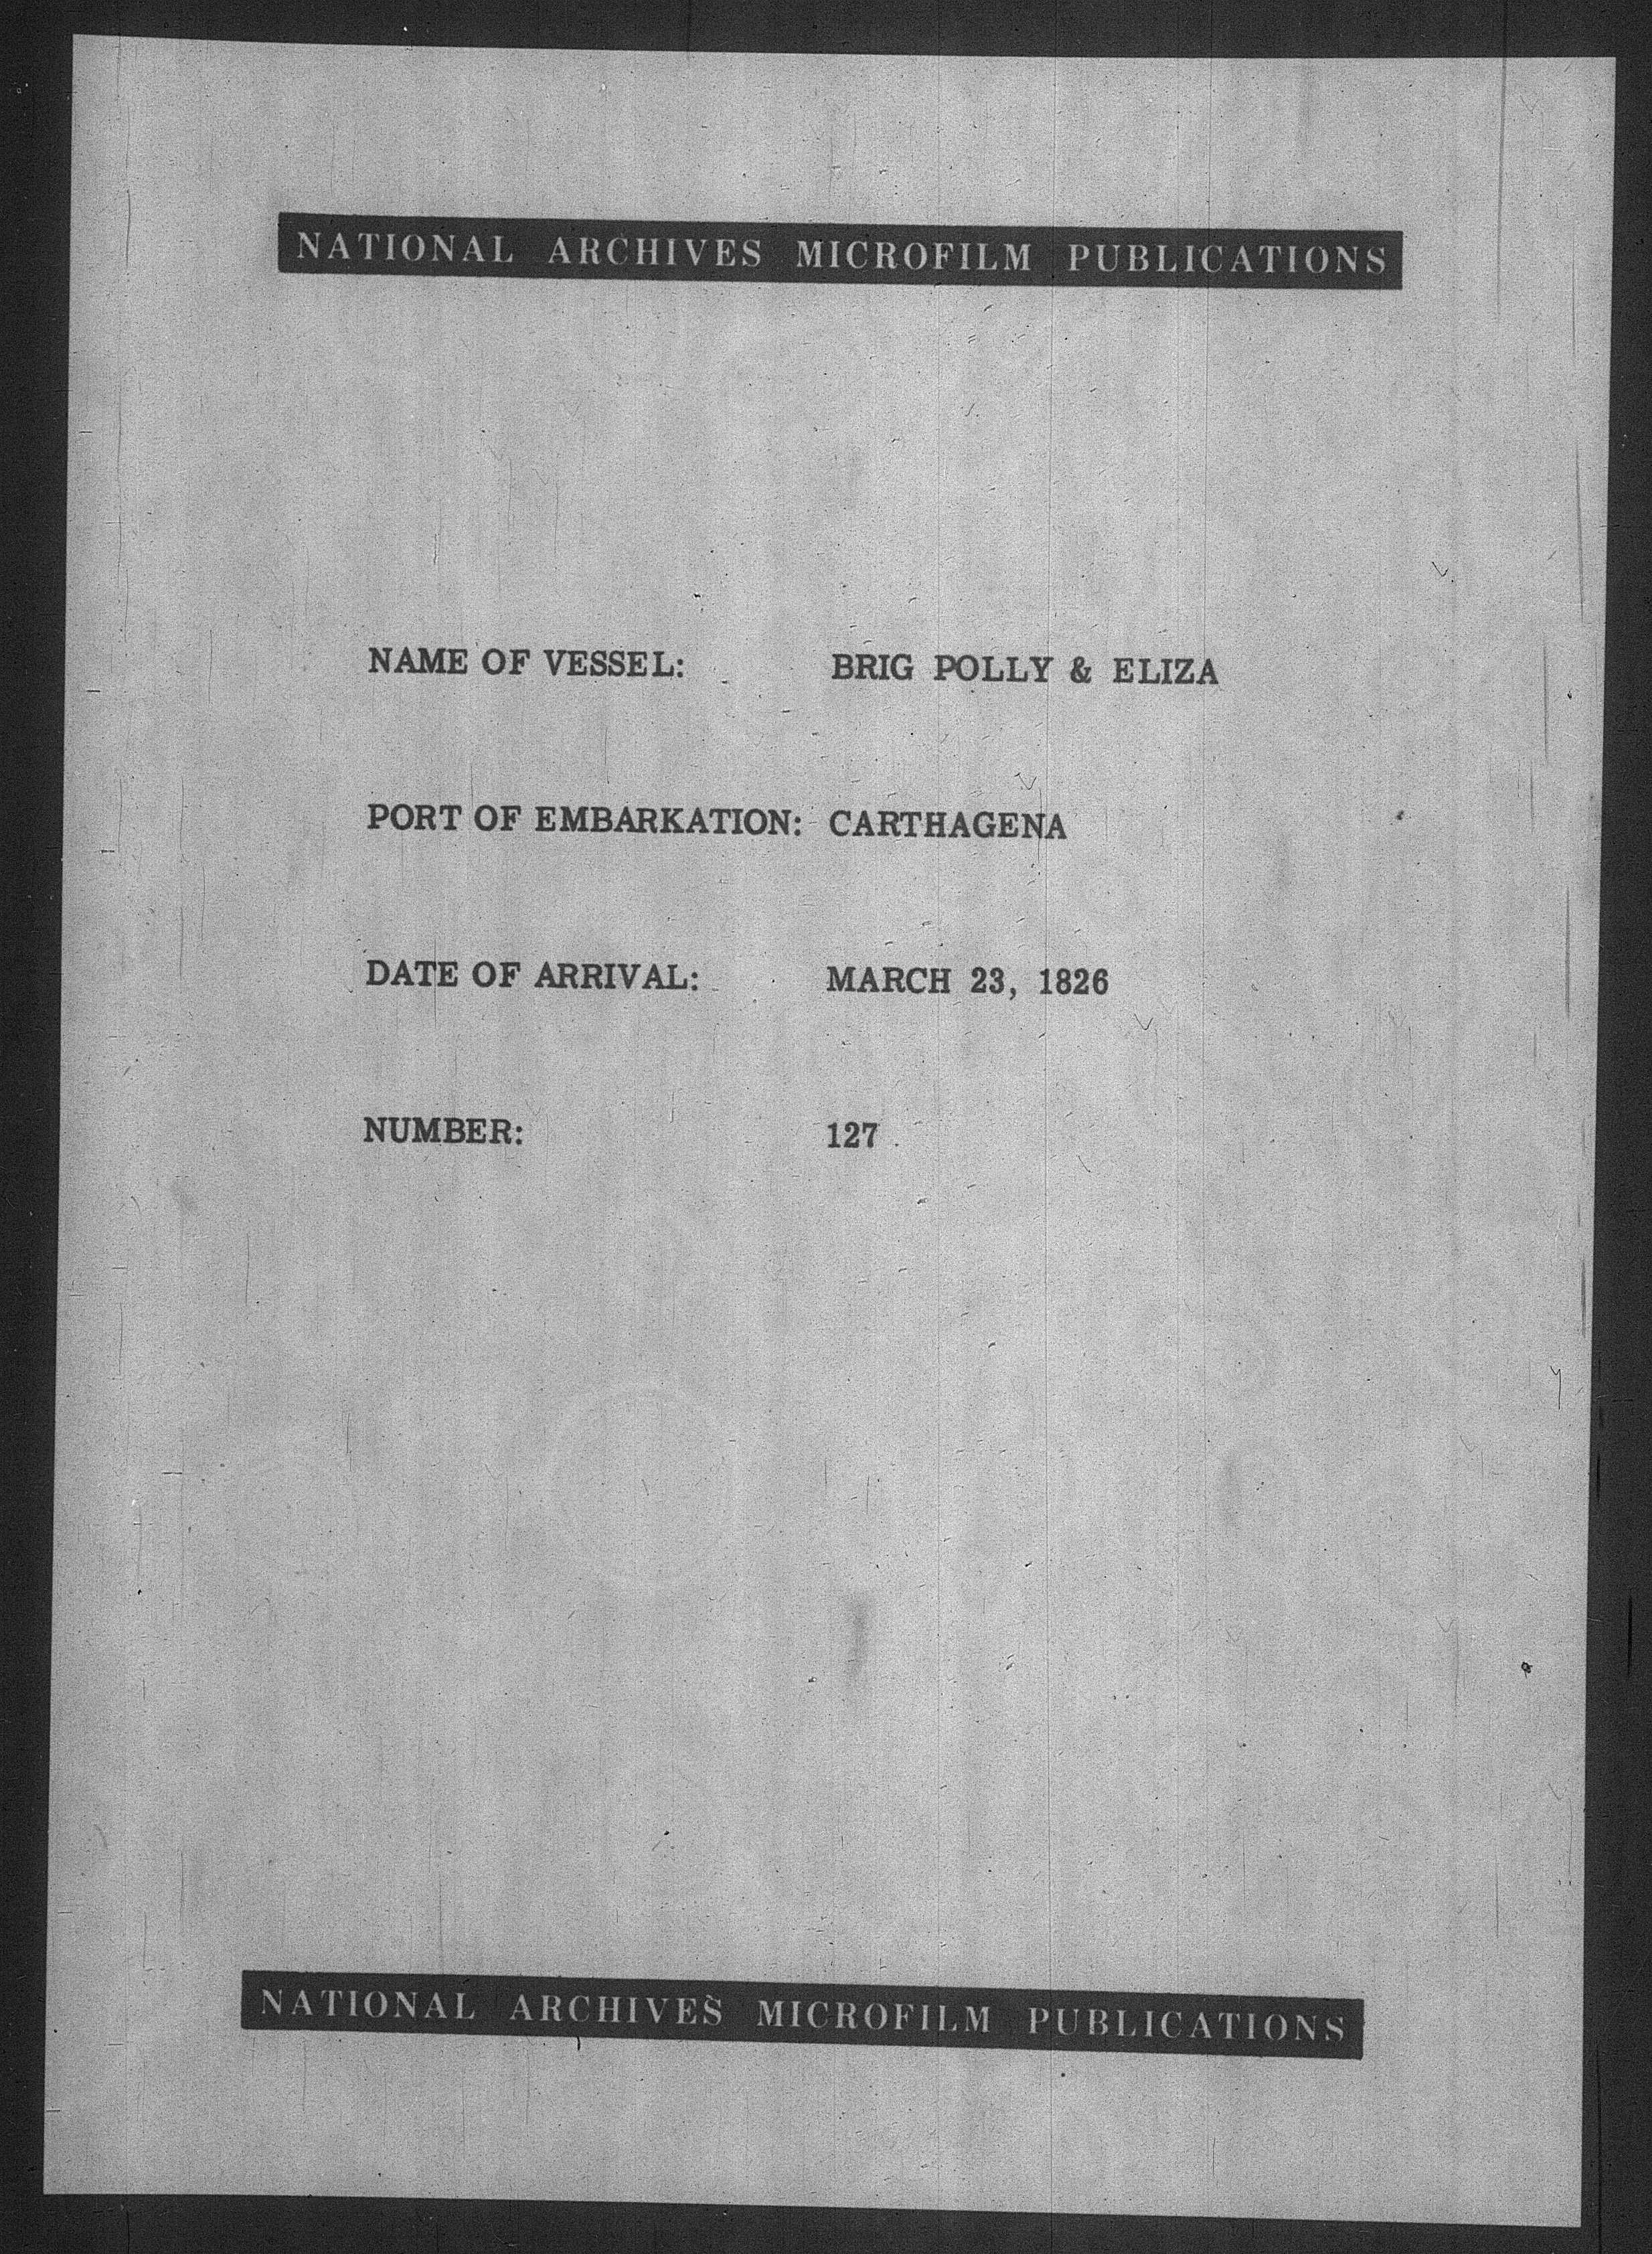 NATIONAL ARCHIVES MICROFILM PUBLICATIONS
NAME OF VESSEL: BRIG POLLY & ELIZA
PORT OF EMBARKATION: CARTHAGENA
DATE OF ARRIVAL: MARCH 23, 1826
NUMBER: 127
NATIONAL ARCHIVES MICROFILM PUBLICATIONS